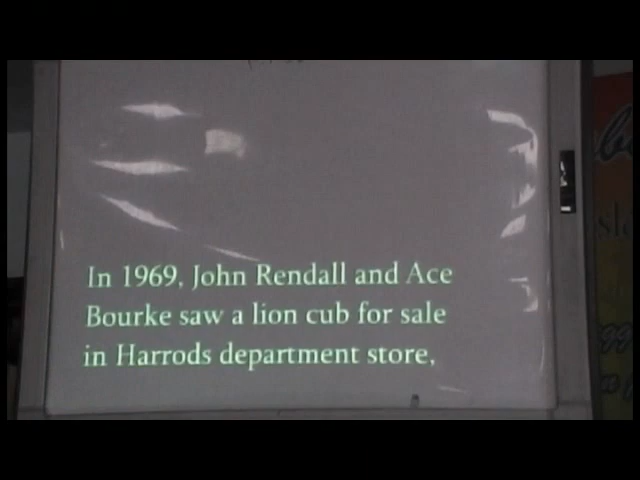 In 1969, John Rendall and Ace
Bourke saw a lion cub for sale
in Harrods department store,